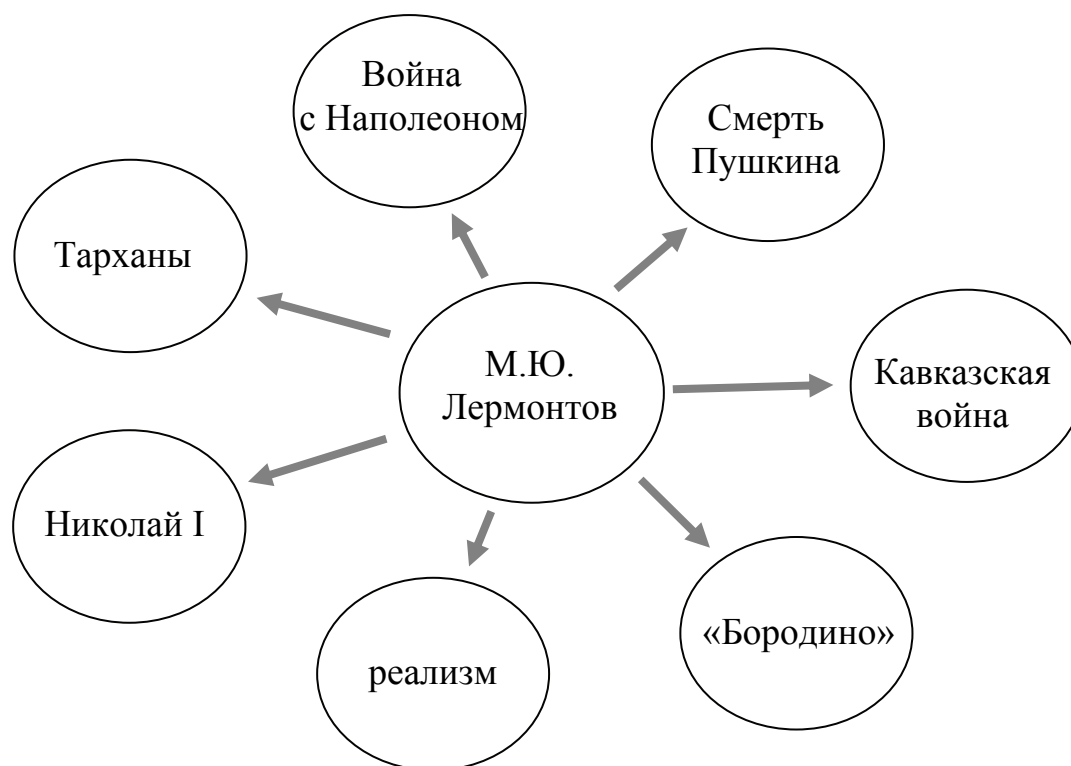 Война
с Наполеоном
Смерть
Пушкина
Тарханы
М.Ю.
Лермонтов
Кавказская
война
Николай I
«Бородино»
реализм